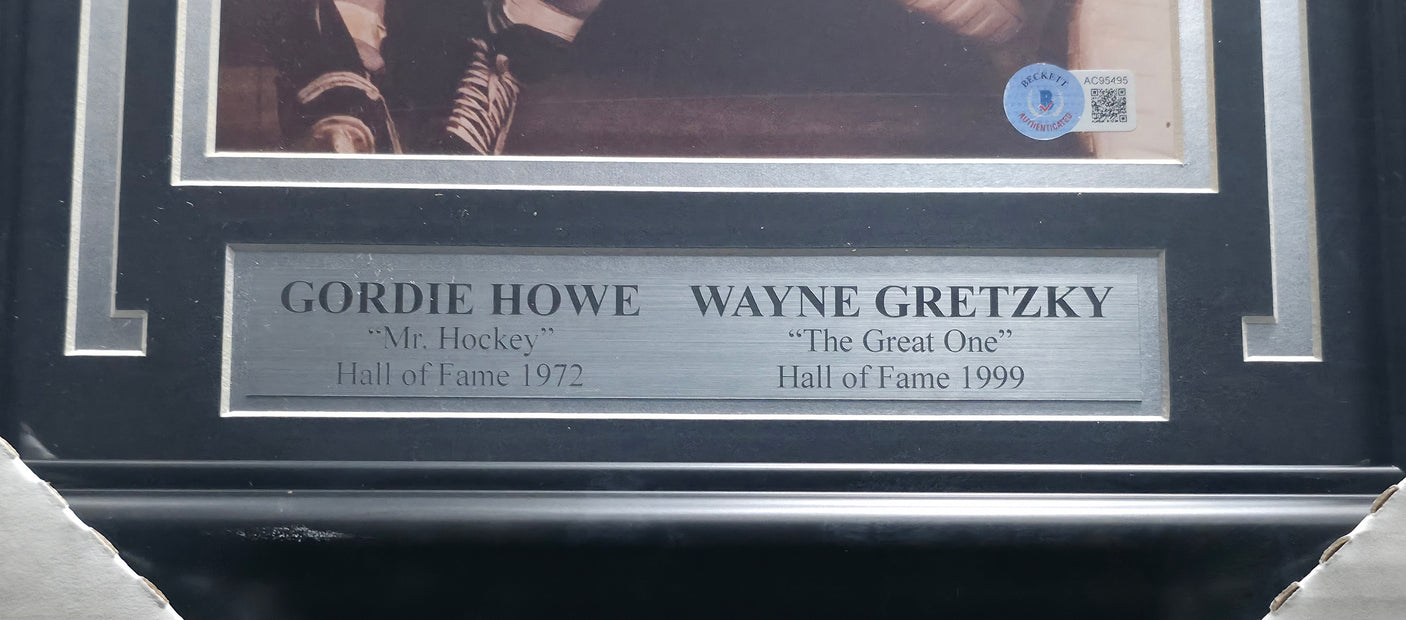 BECKETT
B
AUTHENTICATED
AC95495
GORDIE HOWE WAYNE GRETZKY
“Mr. Hockey” “The Great One”
Hall of Fame 1972 Hall of Fame 1999